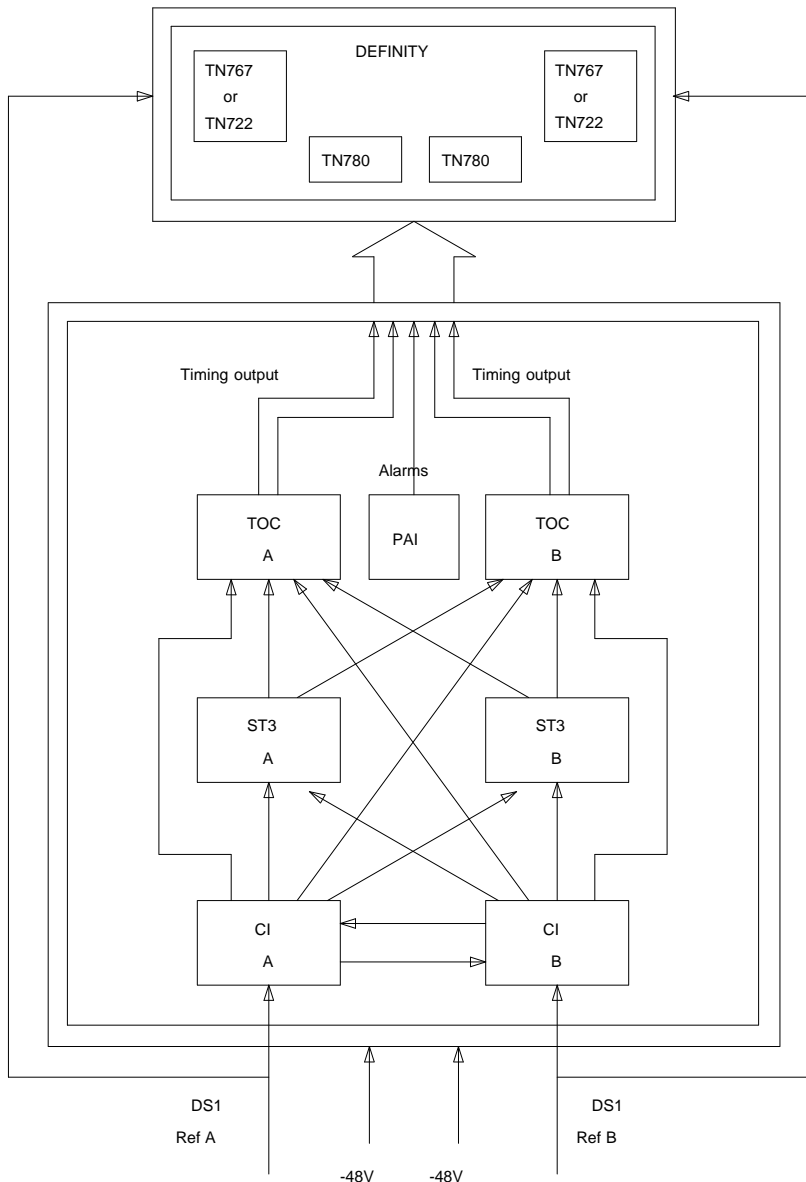 DEFINITY
TN767
or
TN722
TN767
or
TN722
TN780
TN780
Timing output
Timing output
Alarms
TOC
A
PAI
TOC
B
ST3
A
ST3
B
CI
A
CI
B
DS1
Ref A
DS1
Ref B
-48V
-48V